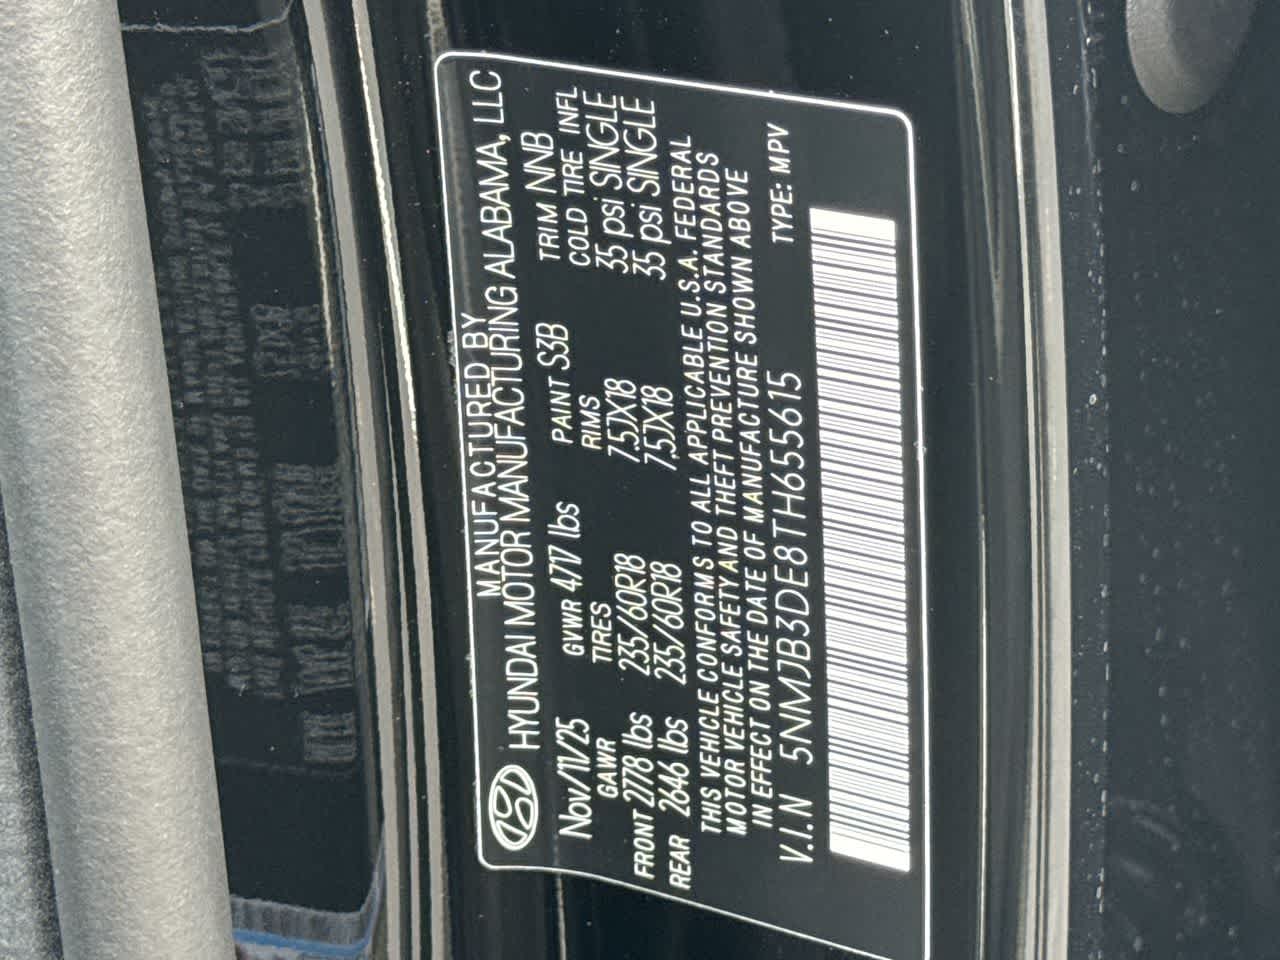 MANUFACTURED BY
HYUNDAI MOTOR MANUFACTURING ALABAMA, LLC
Nov/11/25 GVWR 4717 lbs PAINT S3B TRIM NNB
GAWR TIRES RIMS COLD TIRE INFL
FRONT 2778 lbs 235/60R18 7.5JX18 35 psi SINGLE
REAR 2646 lbs 235/60R18 7.5JX18 35 psi SINGLE
THIS VEHICLE CONFORMS TO ALL APPLICABLE U.S.A. FEDERAL
MOTOR VEHICLE SAFETY AND THEFT PREVENTION STANDARDS
IN EFFECT ON THE DATE OF MANUFACTURE SHOWN ABOVE
V.I.N 5NMJB3DE8TH655615 TYPE: MPV